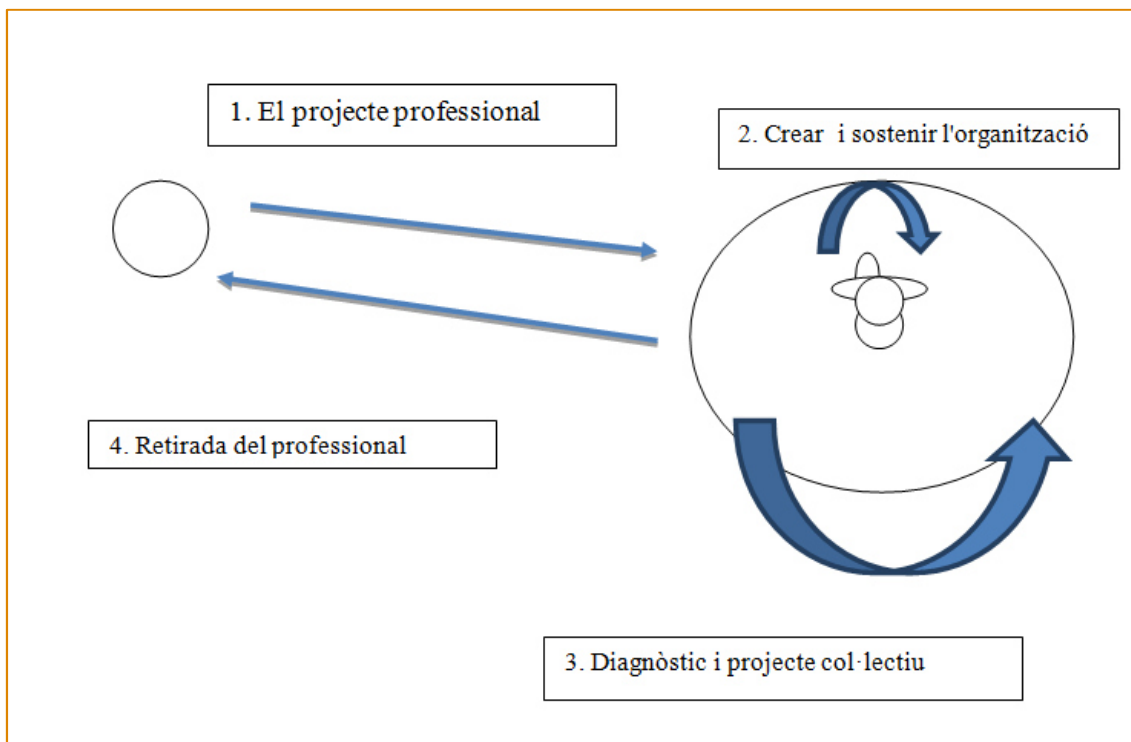 1. El projecte professional
2. Crear i sostenir l'organització
4. Retirada del professional
3. Diagnòstic i projecte col·lectiu